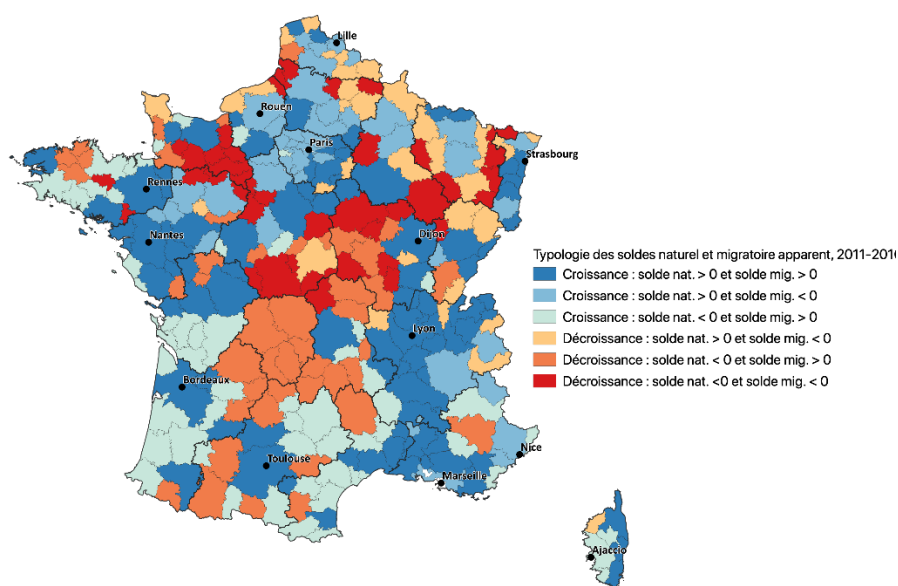 Lille
Rouen
Paris
Strasbourg
Rennes
Nantes
Dijon
Typologie des soldes naturel et migratoire apparent, 2011-201
Croissance : solde nat. > 0 et solde mig. > 0
Croissance : solde nat. > 0 et solde mig. < 0
Croissance : solde nat. < 0 et solde mig. > 0
Décroissance : solde nat. > 0 et solde mig. < 0
Décroissance : solde nat. < 0 et solde mig. > 0
Décroissance : solde nat. <0 et solde mig. < 0
Lyon
Bordeaux
Toulouse
Nice
Marseille
Ajaccio